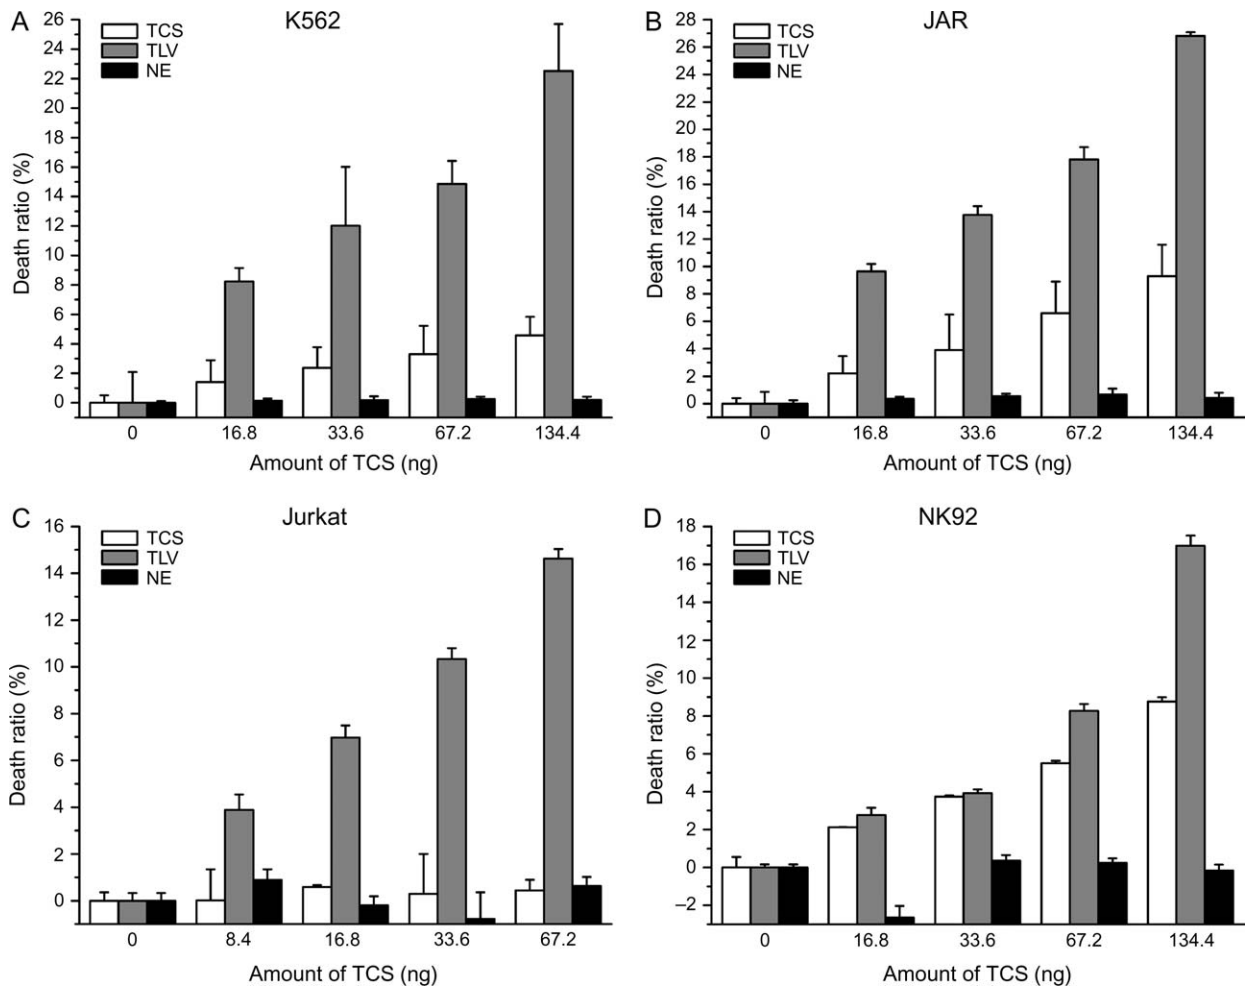 A
K562
TCS
TLV
NE
Death ratio (%)
26
24
22
20
18
16
14
12
10
8
6
4
2
0
0 16.8 33.6 67.2 134.4
Amount of TCS (ng)
B
JAR
TCS
TLV
NE
Death ratio (%)
28
26
24
22
20
18
16
14
12
10
8
6
4
2
0
0 16.8 33.6 67.2 134.4
Amount of TCS (ng)
C
Jurkat
TCS
TLV
NE
Death ratio (%)
16
14
12
10
8
6
4
2
0
0 8.4 16.8 33.6 67.2
Amount of TCS (ng)
D
NK92
TCS
TLV
NE
Death ratio (%)
18
16
14
12
10
8
6
4
2
0
–2
0 16.8 33.6 67.2 134.4
Amount of TCS (ng)